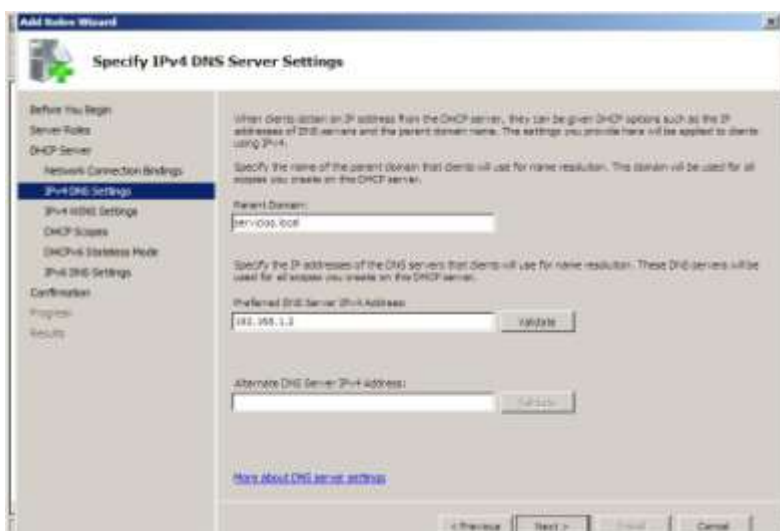 Add Roles Wizard
Specify IPv4 DNS Server Settings
Before You Begin
Server Roles
DHCP Server
Network Connection Bindings
IPv4 DNS Settings
IPv4 WINS Settings
DHCP Scopes
DHCPv6 Stateless Mode
IPv6 DNS Settings
Confirmation
Progress
Results
When clients obtain an IP address from the DHCP server, they can be given DHCP options such as the IP
addresses of DNS servers and the parent domain name. The settings you provide here will be applied to clients
using IPv4.
Specify the name of the parent domain that clients will use for name resolution. This domain will be used for all
scopes you create on this DHCP server.
Parent Domain:
servicios.local
Specify the IP addresses of the DNS servers that clients will use for name resolution. These DNS servers will be
used for all scopes you create on this DHCP server.
Preferred DNS Server IPv4 Address:
Validate
Alternate DNS Server IPv4 Address:
Validate
More about DNS server settings
< Previous
Next >
Install
Cancel